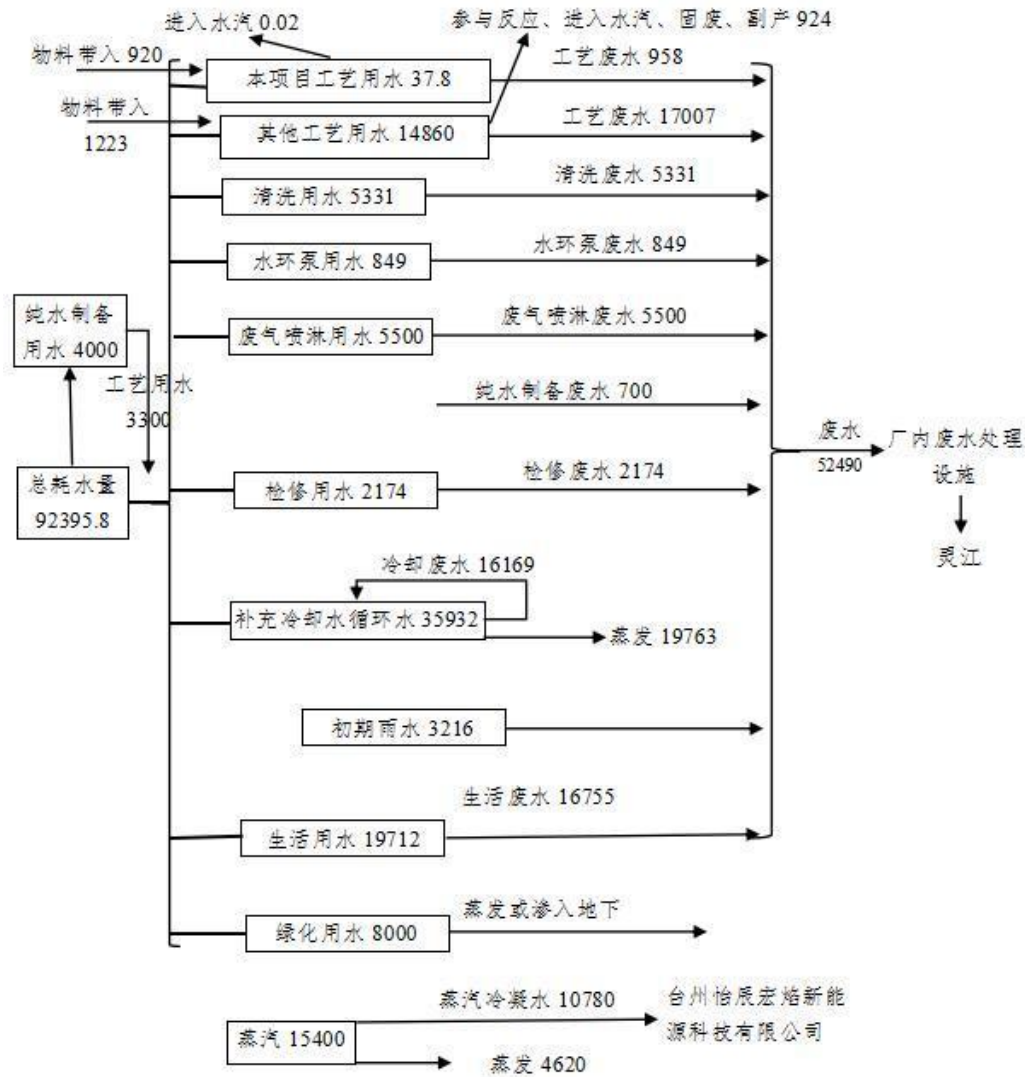 进入水汽 0.02
参与反应、进入水汽、固废、副产 924
物料带入 920
本项目工艺用水 37.8
工艺废水 958
物料带入
1223
其他工艺用水 14860
工艺废水 17007
清洗用水 5331
清洗废水 5331
水环泵用水 849
水环泵废水 849
纯水制备
用水 4000
废气喷淋用水 5500
废气喷淋废水 5500
工艺用水
3300
纯水制备废水 700
废水
52490
厂内废水处理
设施
总耗水量
92395.8
检修用水 2174
检修废水 2174
灵江
冷却废水 16169
补充冷却水循环水 35932
蒸发 19763
初期雨水 3216
生活废水 16755
生活用水 19712
蒸发或渗入地下
绿化用水 8000
蒸汽冷凝水 10780
台州怡辰宏焰新能
源科技有限公司
蒸汽 15400
蒸发 4620